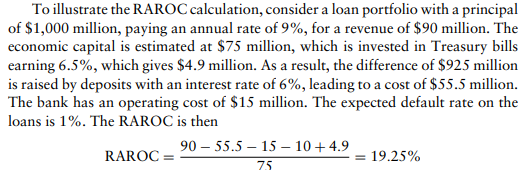 To illustrate the RAROC calculation, consider a loan portfolio with a principal
of $1,000 million, paying an annual rate of 9%, for a revenue of $90 million. The
economic capital is estimated at $75 million, which is invested in Treasury bills
earning 6.5%, which gives $4.9 million. As a result, the difference of $925 million
is raised by deposits with an interest rate of 6%, leading to a cost of $55.5 million.
The bank has an operating cost of $15 million. The expected default rate on the
loans is 1%. The RAROC is then
RAROC = (90 − 55.5 − 15 − 10 + 4.9) / 75 = 19.25%